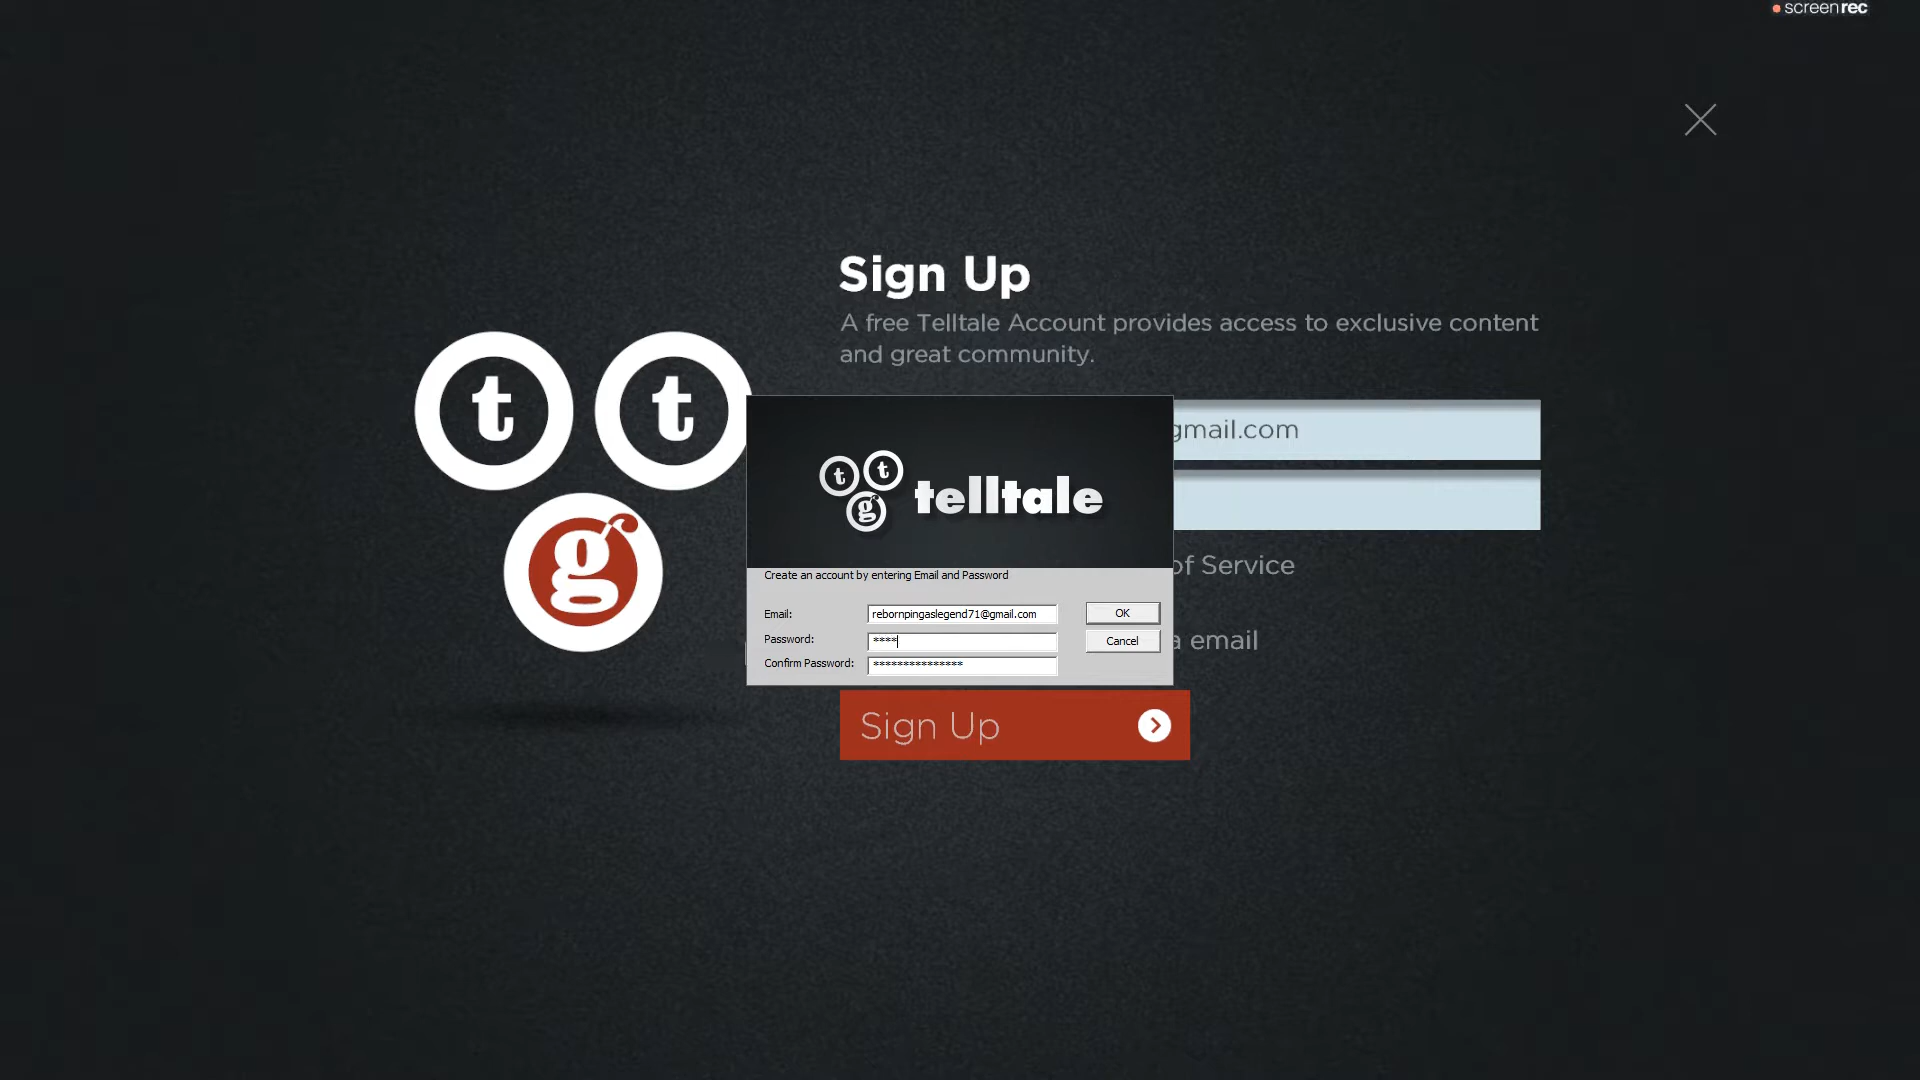 screenrec
Sign Up
A free Telltale Account provides access to exclusive content
and great community.
t t
g
gmail.com
t t
g
telltale
of Service
Create an account by entering Email and Password
Email: rebornpingaslegend71@gmail.com OK
Password: **** Cancel
a email
Confirm Password: ***************
Sign Up